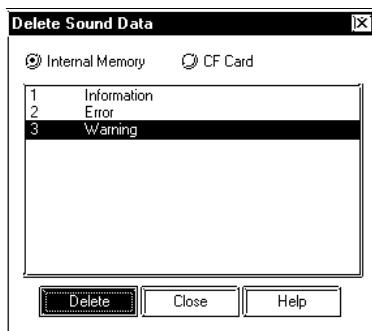 Delete Sound Data
Internal Memory CF Card
1 Information
2 Error
3 Warning
Delete Close Help